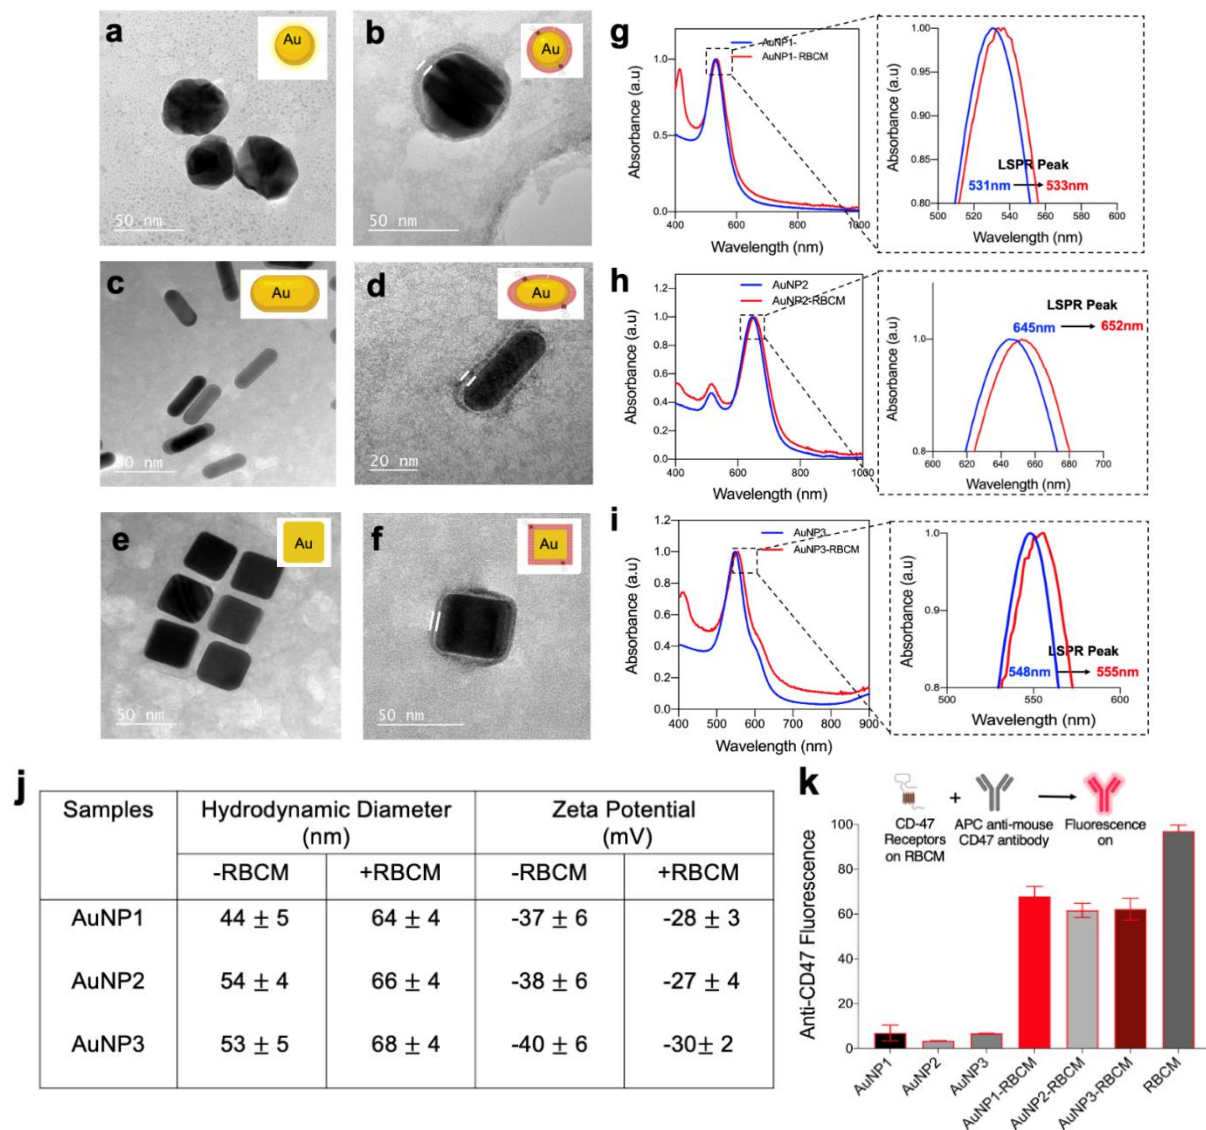 a
Au
50 nm
b
Au
50 nm
c
Au
50 nm
d
Au
20 nm
e
Au
50 nm
f
Au
50 nm
g
AuNP1-
AuNP1- RBCM
Absorbance (a.u)
1.0
0.5
0.0
400 600 800 1000
Wavelength (nm)
Absorbance (a.u)
1.00
0.95
0.90
0.85
0.80
LSPR Peak
531nm 533nm
500 520 540 560 580 600
Wavelength (nm)
h
AuNP2
AuNP2-RBCM
Absorbance (a.u)
1.2
1.0
0.8
0.6
0.4
0.2
0.0
400 600 800 1000
Wavelength (nm)
LSPR Peak
645nm 652nm
Absorbance (a.u)
1.0
0.8
600 620 640 660 680 700
Wavelength (nm)
i
AuNP3
AuNP3-RBCM
Absorbance (a.u)
1.2
1.0
0.8
0.6
0.4
0.2
0.0
400 500 600 700 800 900
Wavelength (nm)
Absorbance (a.u)
1.0
0.9
0.8
LSPR Peak
548nm 555nm
500 550 600
Wavelength (nm)
j
Samples Hydrodynamic Diameter Zeta Potential
(nm) (mV)
-RBCM +RBCM -RBCM +RBCM
AuNP1 44 ± 5 64 ± 4 -37 ± 6 -28 ± 3
AuNP2 54 ± 4 66 ± 4 -38 ± 6 -27 ± 4
AuNP3 53 ± 5 68 ± 4 -40 ± 6 -30± 2
k
+
CD-47 APC anti-mouse Fluorescence
Receptors CD47 antibody on
on RBCM
Anti-CD47 Fluorescence
100
80
60
40
20
0
AuNP1
AuNP2
AuNP3
AuNP1-RBCM
AuNP2-RBCM
AuNP3-RBCM
RBCM